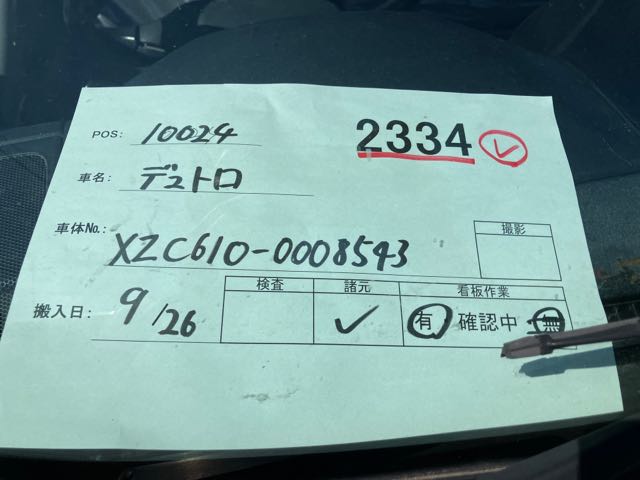 POS: 10024
2334
車名: デュトロ
車体No.: XZC610-0008543
撮影
検査 諸元 看板作業
搬入日: 9/26 ✓ 有 確認中 無